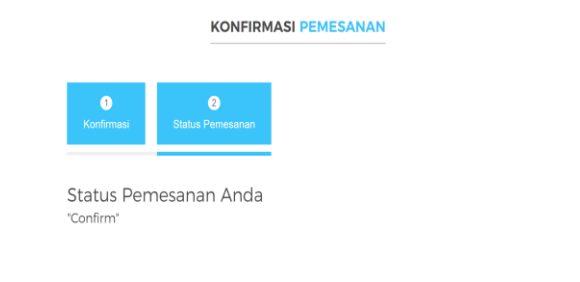 KONFIRMASI PEMESANAN
1
Konfirmasi
2
Status Pemesanan
Status Pemesanan Anda
"Confirm"